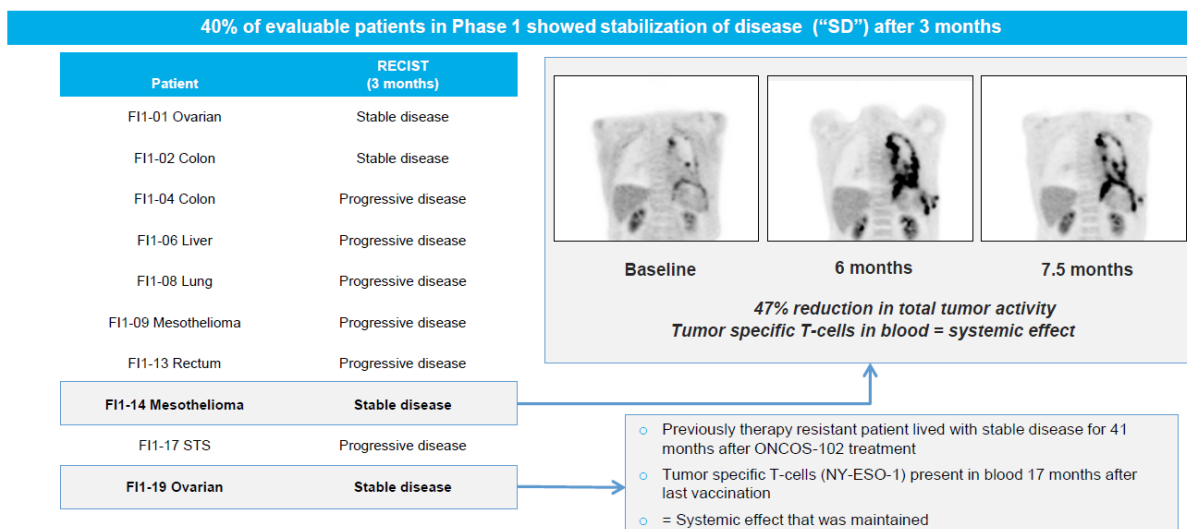 40% of evaluable patients in Phase 1 showed stabilization of disease (“SD”) after 3 months
Patient
RECIST
(3 months)
FI1-01 Ovarian Stable disease
FI1-02 Colon Stable disease
FI1-04 Colon Progressive disease
FI1-06 Liver Progressive disease
FI1-08 Lung Progressive disease
FI1-09 Mesothelioma Progressive disease
FI1-13 Rectum Progressive disease
FI1-14 Mesothelioma Stable disease
FI1-17 STS Progressive disease
FI1-19 Ovarian Stable disease
Baseline 6 months 7.5 months
47% reduction in total tumor activity
Tumor specific T-cells in blood = systemic effect
○ Previously therapy resistant patient lived with stable disease for 41
months after ONCOS-102 treatment
○ Tumor specific T-cells (NY-ESO-1) present in blood 17 months after
last vaccination
○ = Systemic effect that was maintained